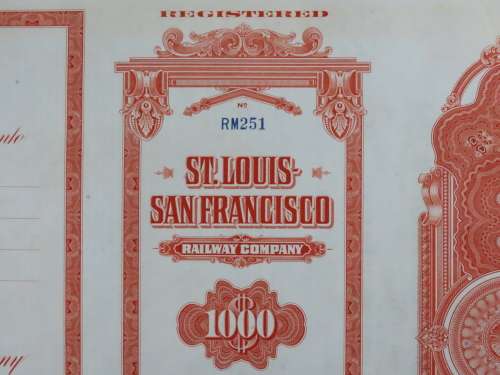 REGISTERED
No
RM251
ST. LOUIS-
SAN FRANCISCO
RAILWAY COMPANY
$1000